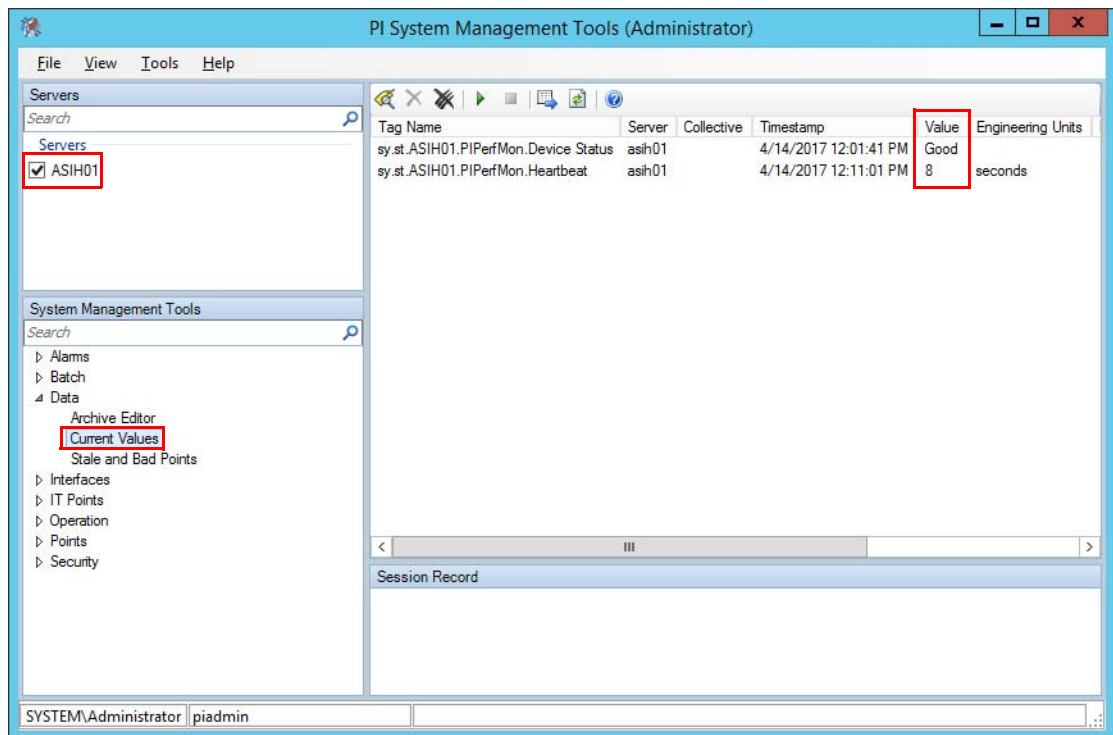 PI System Management Tools (Administrator)
File View Tools Help
Servers
Search
Servers
ASIH01
System Management Tools
Search
Alarms
Batch
Data
Archive Editor
Current Values
Stale and Bad Points
Interfaces
IT Points
Operation
Points
Security
Tag Name Server Collective Timestamp Value Engineering Units
sy.st.ASIH01.PIPerfMon.Device Status asih01 4/14/2017 12:01:41 PM Good
sy.st.ASIH01.PIPerfMon.Heartbeat asih01 4/14/2017 12:11:01 PM 8 seconds
Session Record
SYSTEM\Administrator piadmin